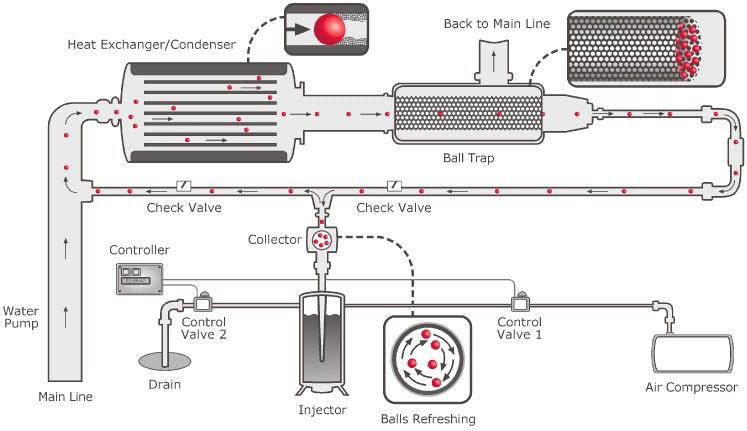 Back to Main Line
Heat Exchanger/Condenser
Ball Trap
Check Valve
Check Valve
Collector
Controller
Water
Pump
Control
Valve 2
Control
Valve 1
Drain
Air Compressor
Main Line
Injector
Balls Refreshing